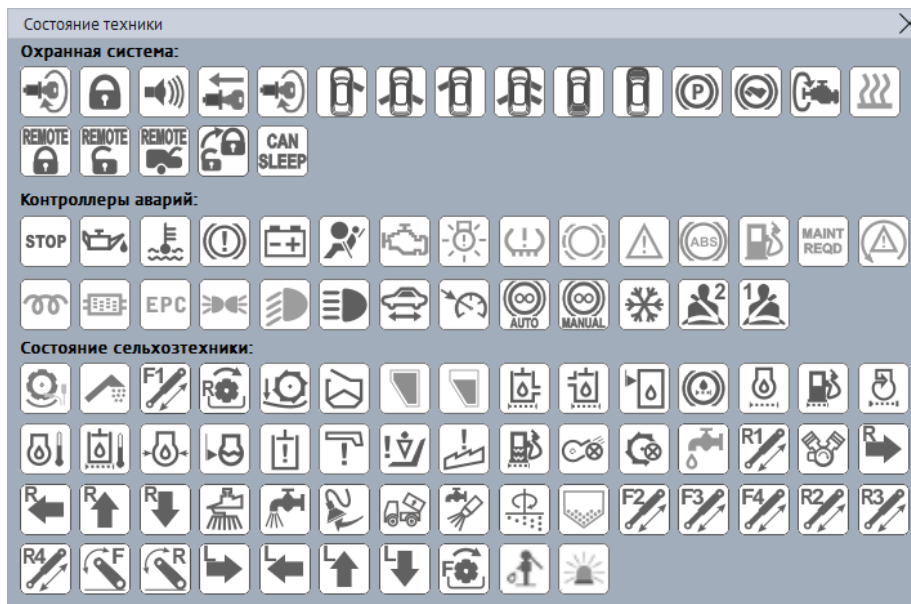 Состояние техники
Охранная система:
P
REMOTE REMOTE REMOTE CAN SLEEP
Контроллеры аварий:
STOP ! - + ! ! ! ABS MAINT REQD
EPC AUTO MANUAL 2 1
Состояние сельхозтехники:
F1 R
! ! ! R1 R
R R R F2 F3 F4 R2 R3
R4 F R L L L L F